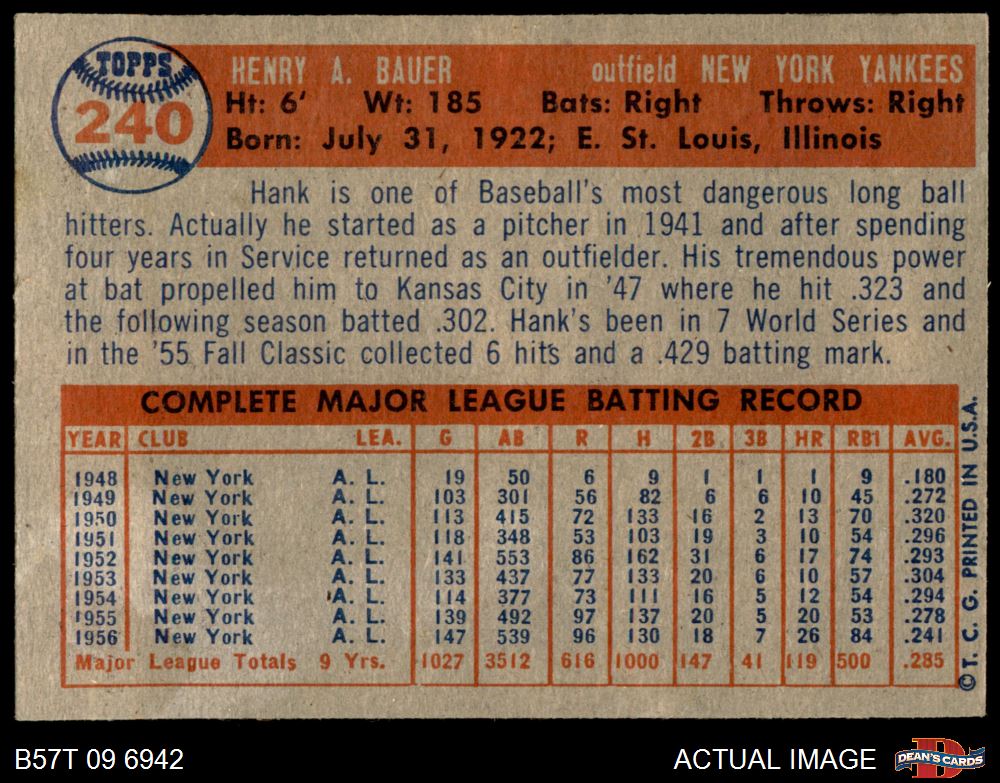 TOPPS
240
HENRY A. BAUER outfield NEW YORK YANKEES
Ht: 6' Wt: 185 Bats: Right Throws: Right
Born: July 31, 1922; E. St. Louis, Illinois
Hank is one of Baseball's most dangerous long ball
hitters. Actually he started as a pitcher in 1941 and after spending
four years in Service returned as an outfielder. His tremendous power
at bat propelled him to Kansas City in '47 where he hit .323 and
the following season batted .302. Hank's been in 7 World Series and
in the '55 Fall Classic collected 6 hits and a .429 batting mark.
COMPLETE MAJOR LEAGUE BATTING RECORD
YEAR CLUB LEA. G AB R H 2B 3B HR RBI AVG.
1948 New York A. L. 19 50 6 9 1 1 1 9 .180
1949 New York A. L. 103 301 56 82 6 6 10 45 .272
1950 New York A. L. 113 415 72 133 16 2 13 70 .320
1951 New York A. L. 118 348 53 103 19 3 10 54 .296
1952 New York A. L. 141 553 86 162 31 6 17 74 .293
1953 New York A. L. 133 437 77 133 20 6 10 57 .304
1954 New York A. L. 114 377 73 111 16 5 12 54 .294
1955 New York A. L. 139 492 97 137 20 5 20 53 .278
1956 New York A. L. 147 539 96 130 18 7 26 84 .241
Major League Totals 9 Yrs. 1027 3512 616 1000 147 41 119 500 .285
© T. C. G. PRINTED IN U.S.A.
B57T 09 6942
ACTUAL IMAGE
D
DEAN'S CARDS